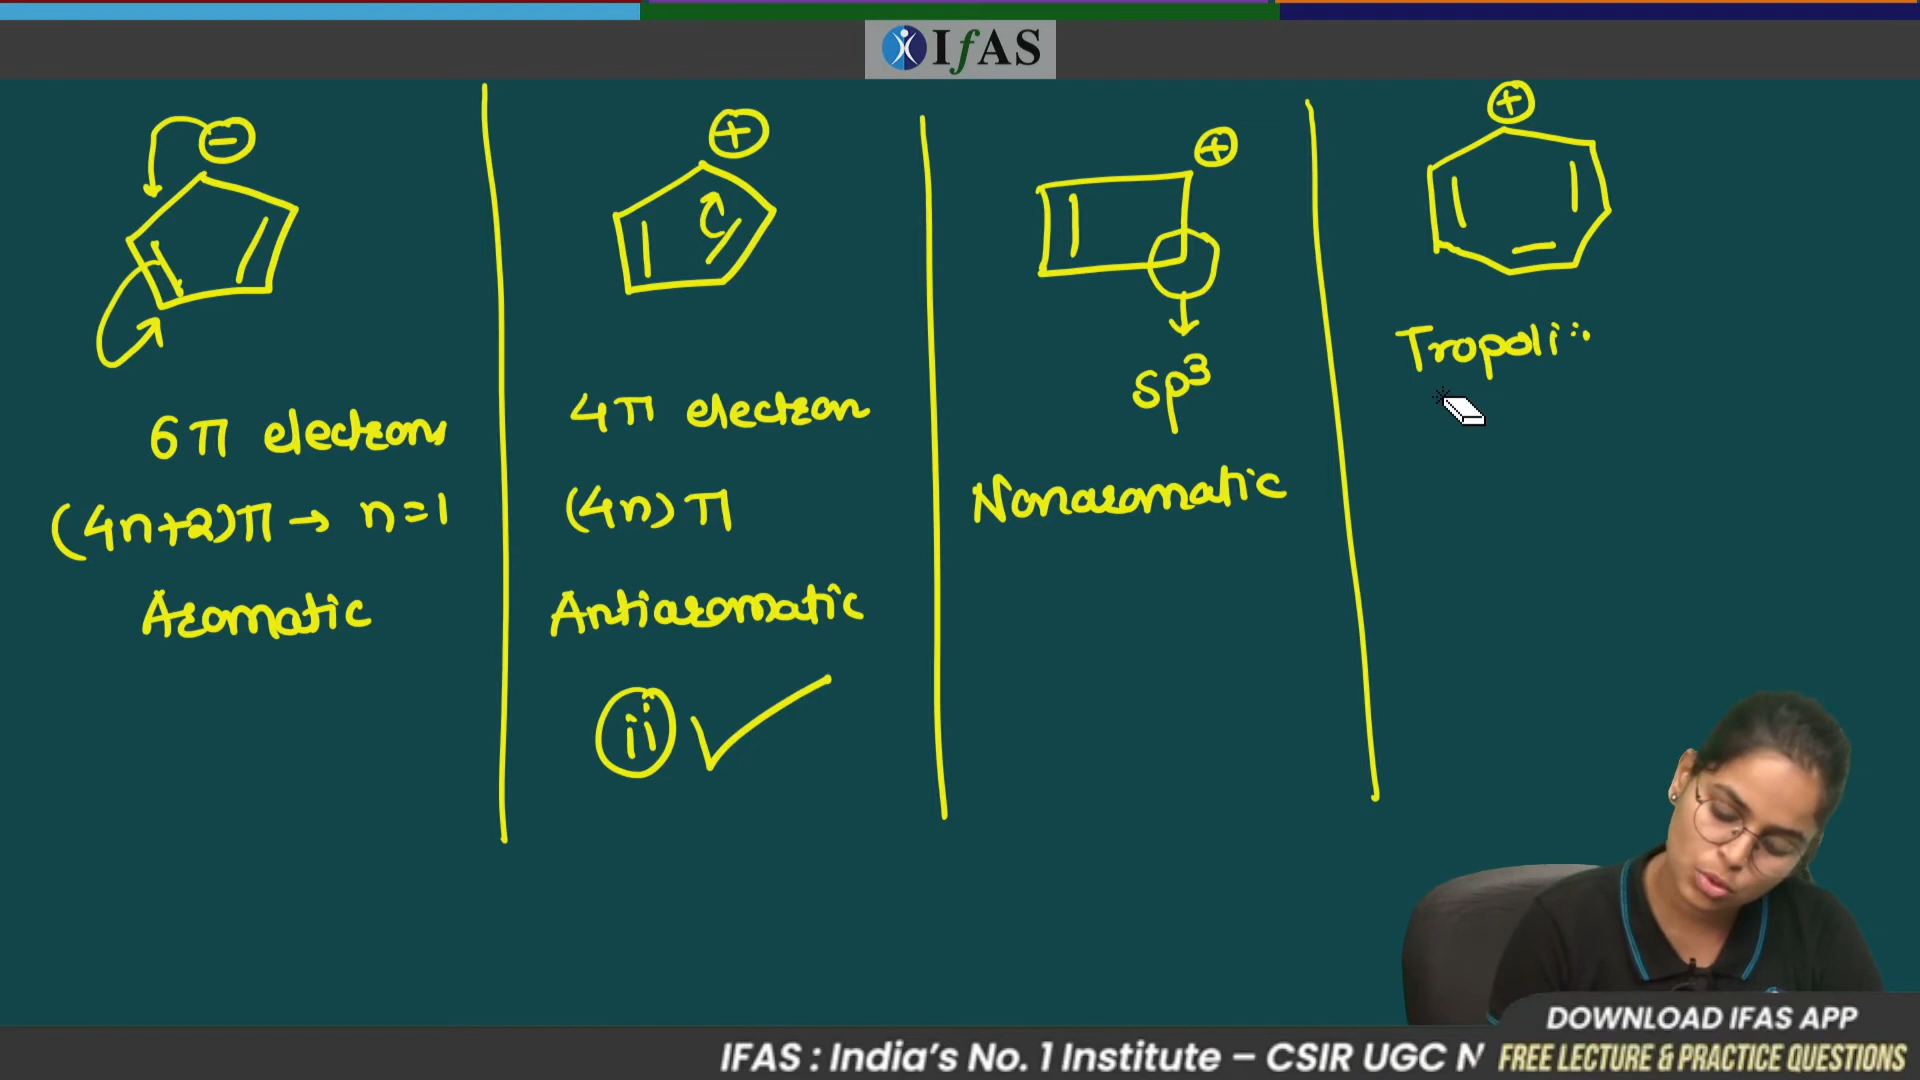 IfAS
⊖
6π electrons
(4n+2)π → n=1
Aromatic
⊕
4π electron
(4n)π
Antiaromatic
ii ✓
⊕
sp³
Nonaromatic
⊕
Tropoli
DOWNLOAD IFAS APP
IFAS : India's No. 1 Institute – CSIR UGC N
FREE LECTURE & PRACTICE QUESTIONS